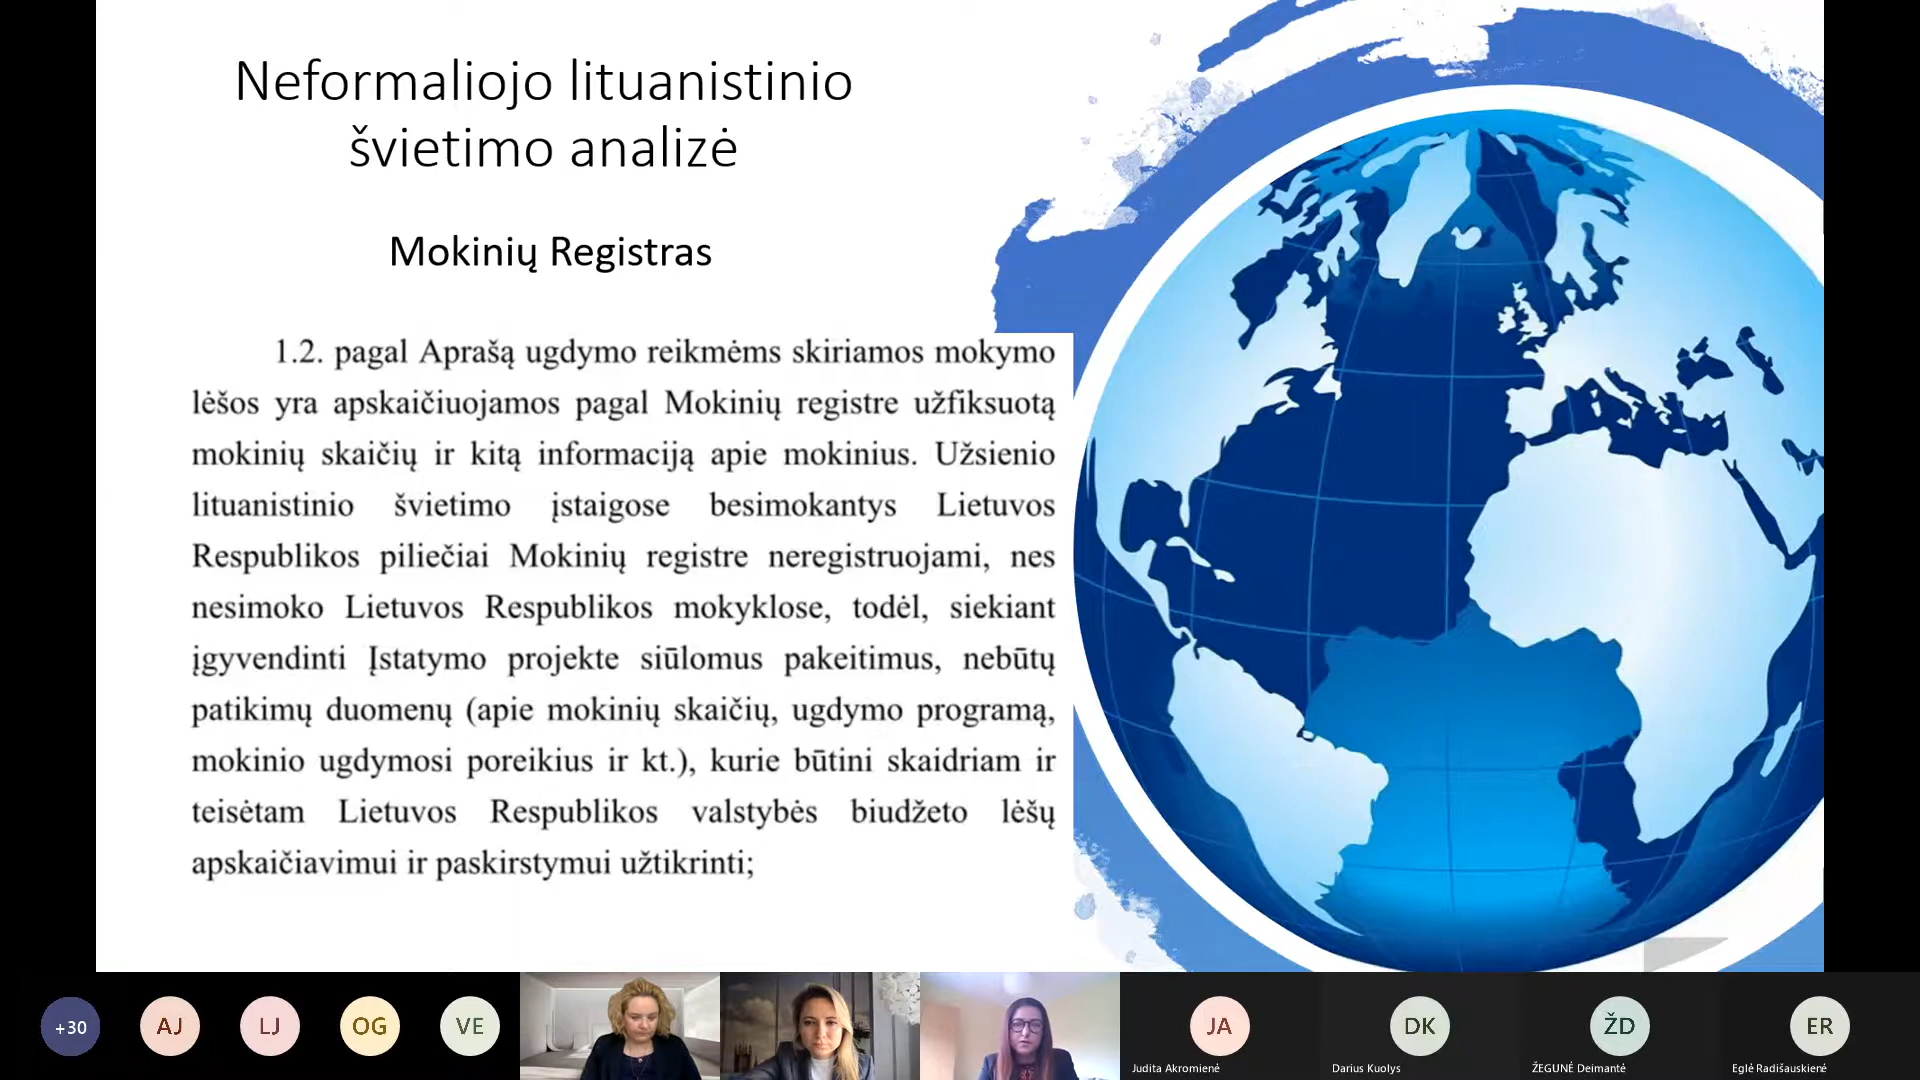 Neformaliojo lituanistinio
švietimo analizė
Mokinių Registras
1.2. pagal Aprašą ugdymo reikmėms skiriamos mokymo
lėšos yra apskaičiuojamos pagal Mokinių registre užfiksuotą
mokinių skaičių ir kitą informaciją apie mokinius. Užsienio
lituanistinio švietimo įstaigose besimokantys Lietuvos
Respublikos piliečiai Mokinių registre neregistruojami, nes
nesimoko Lietuvos Respublikos mokyklose, todėl, siekiant
įgyvendinti Įstatymo projekte siūlomus pakeitimus, nebūtų
patikimų duomenų (apie mokinių skaičių, ugdymo programą,
mokinio ugdymosi poreikius ir kt.), kurie būtini skaidriam ir
teisėtam Lietuvos Respublikos valstybės biudžeto lėšų
apskaičiavimui ir paskirstymui užtikrinti;
+30
AJ
LJ
OG
VE
JA
DK
ŽD
ER
Judita Akromienė
Darius Kuolys
ŽEGUNĖ Deimantė
Eglė Radišauskienė